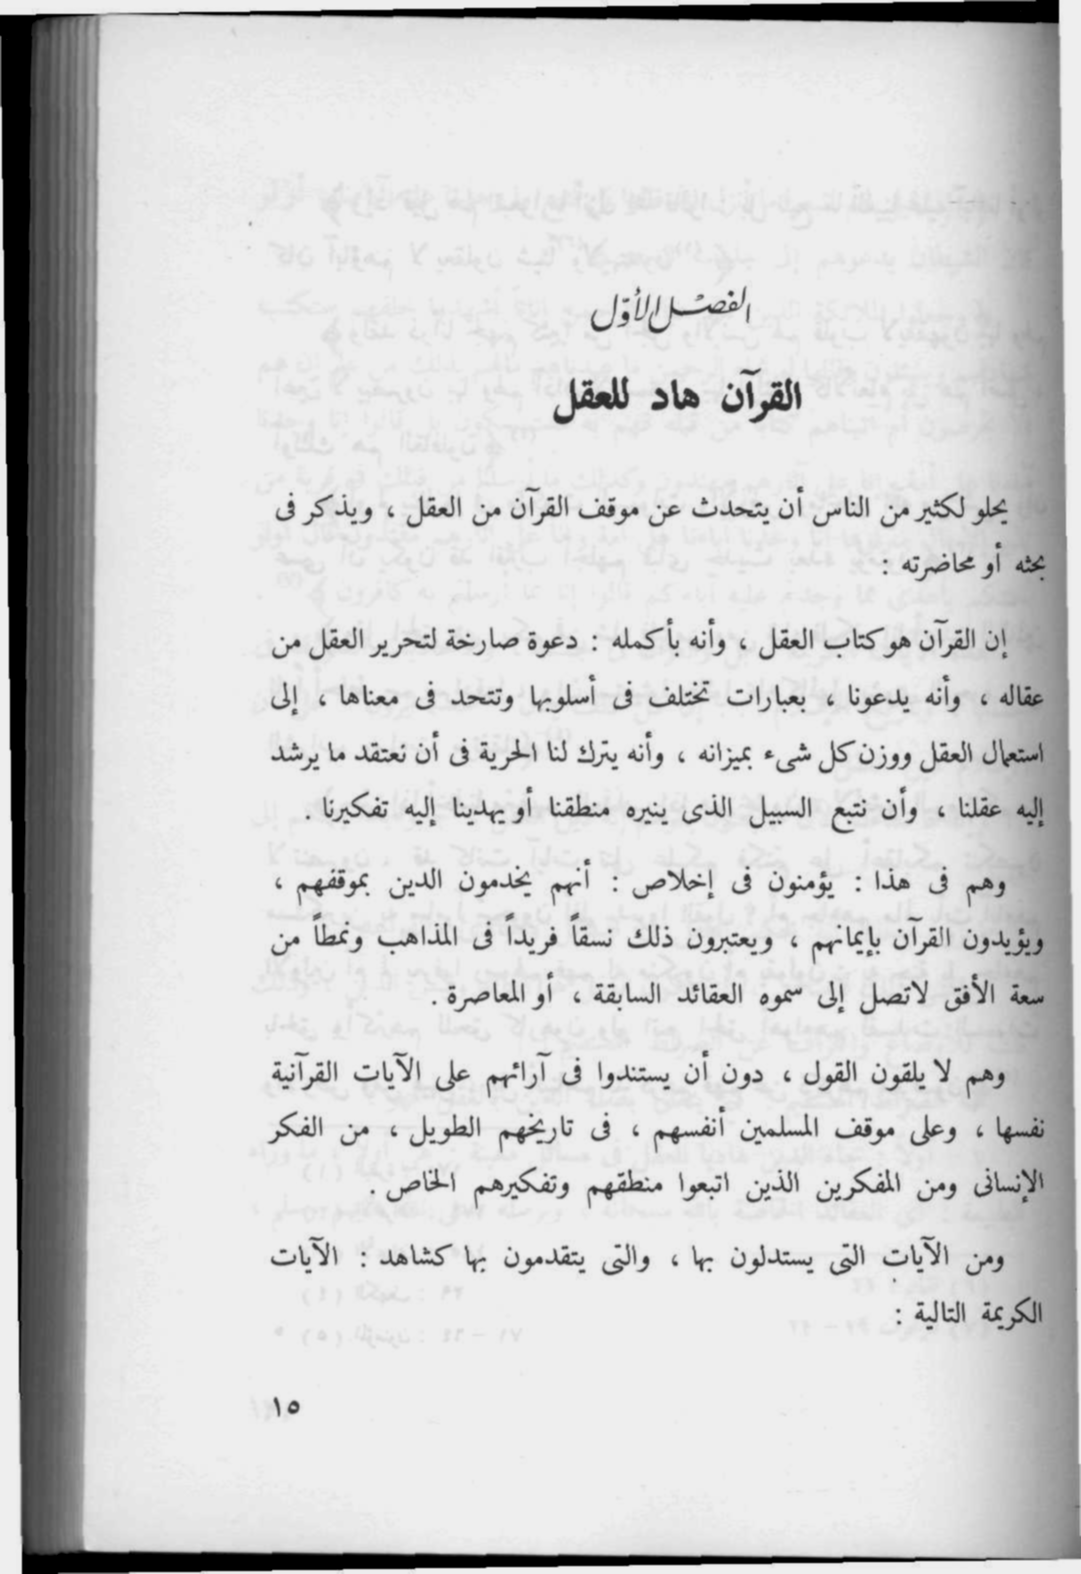 الفصل الأوّل
القرآن هاد للعقل
يحلو لكثير من الناس أن يتحدث عن موقف القرآن من العقل ، ويذكر فى
بحثه أو محاضرته :
إن القرآن هو كتاب العقل ، وأنه بأكمله : دعوة صارخة لتحرير العقل من
عقاله ، وأنه يدعونا ، بعبارات تختلف فى أسلوبها وتتحد فى معناها ، إلى
استعمال العقل ووزن كل شىء بميزانه ، وأنه يترك لنا الحرية فى أن نعتقد ما يرشد
إليه عقلنا ، وأن نتبع السبيل الذى ينيره منطقنا أو يهدينا إليه تفكيرنا .
وهم فى هذا : يؤمنون فى إخلاص : أنهم يخدمون الدين بموقفهم ،
ويؤيدون القرآن بإيمانهم ، ويعتبرون ذلك نسقاً فريداً فى المذاهب ونمطاً من
سعة الأفق لاتصل إلى سموه العقائد السابقة ، أو المعاصرة .
وهم لا يلقون القول ، دون أن يستندوا فى آرائهم على الآيات القرآنية
نفسها ، وعلى موقف المسلمين أنفسهم ، فى تاريخهم الطويل ، من الفكر
الإنسانى ومن المفكرين الذين اتبعوا منطقهم وتفكيرهم الخاص .
ومن الآيات التى يستدلون بها ، والتى يتقدمون بها كشاهد : الآيات
الكريمة التالية :
١٥